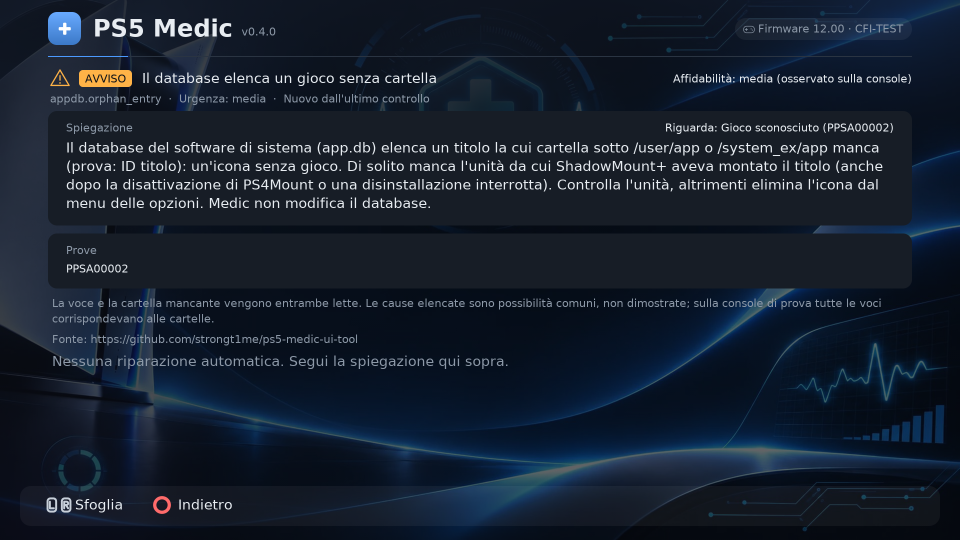 PS5 Medic v0.4.0
Firmware 12.00 · CFI-TEST
AVVISO Il database elenca un gioco senza cartella
Affidabilità: media (osservato sulla console)
appdb.orphan_entry · Urgenza: media · Nuovo dall'ultimo controllo
Spiegazione
Riguarda: Gioco sconosciuto (PPSA00002)
Il database del software di sistema (app.db) elenca un titolo la cui cartella sotto /user/app o /system_ex/app manca
(prova: ID titolo): un'icona senza gioco. Di solito manca l'unità da cui ShadowMount+ aveva montato il titolo (anche
dopo la disattivazione di PS4Mount o una disinstallazione interrotta). Controlla l'unità, altrimenti elimina l'icona dal
menu delle opzioni. Medic non modifica il database.
Prove
PPSA00002
La voce e la cartella mancante vengono entrambe lette. Le cause elencate sono possibilità comuni, non dimostrate; sulla console di prova tutte le voci
corrispondevano alle cartelle.
Fonte: https://github.com/strongt1me/ps5-medic-ui-tool
Nessuna riparazione automatica. Segui la spiegazione qui sopra.
L R Sfoglia
Indietro